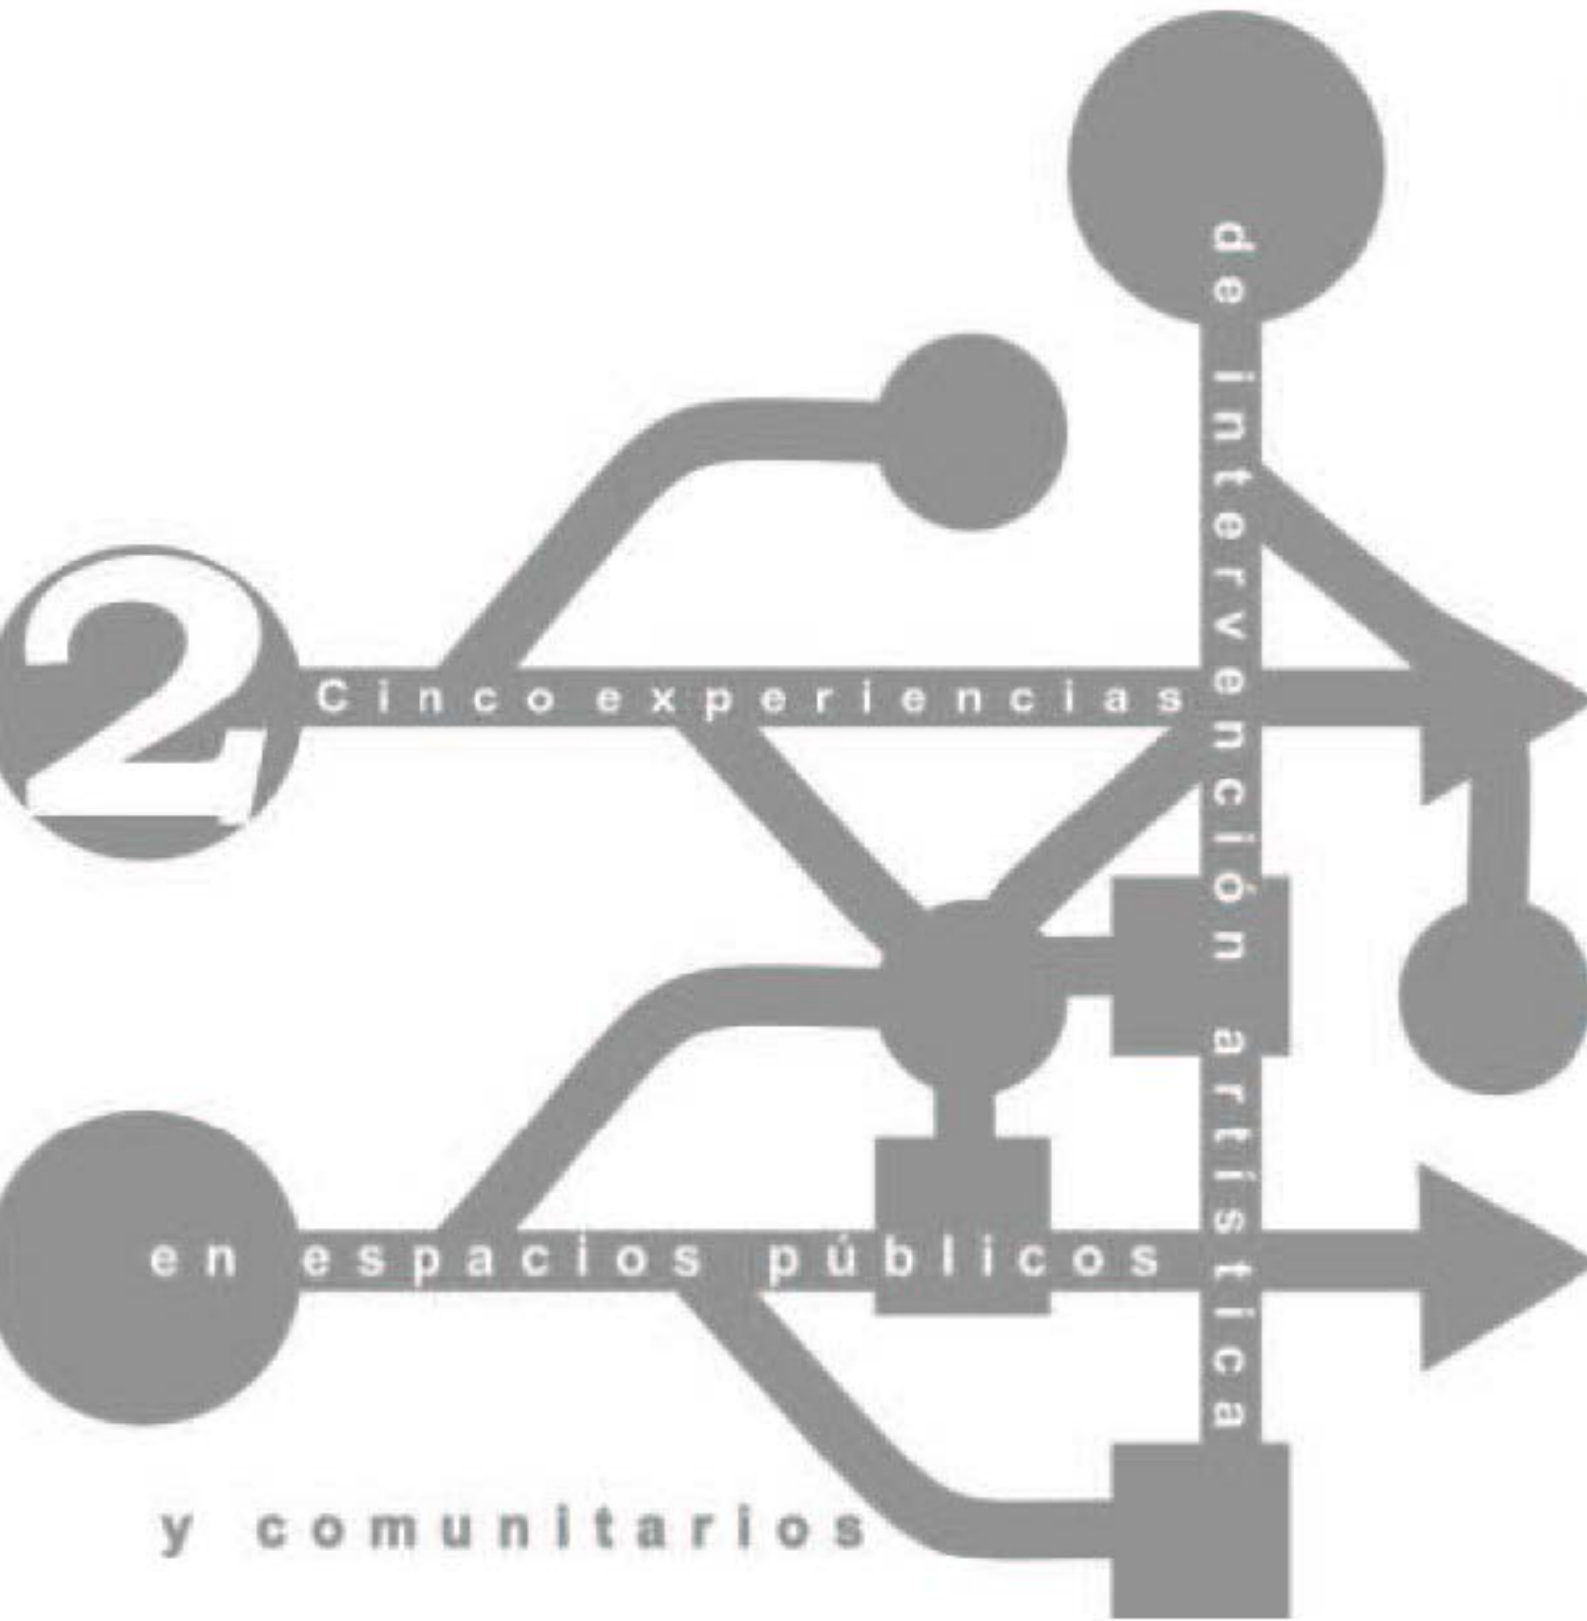 2
Cinco experiencias
de intervención artística
en espacios públicos
y comunitarios